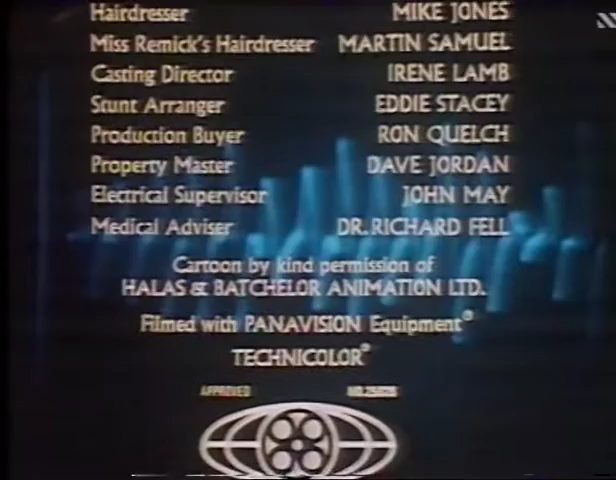 Hairdresser MIKE JONES
Miss Remick's Hairdresser MARTIN SAMUEL
Casting Director IRENE LAMB
Stunt Arranger EDDIE STACEY
Production Buyer RON QUELCH
Property Master DAVE JORDAN
Electrical Supervisor JOHN MAY
Medical Adviser DR. RICHARD FELL
Cartoon by kind permission of
HALAS & BATCHELOR ANIMATION LTD.
Filmed with PANAVISION Equipment®
TECHNICOLOR®
APPROVED